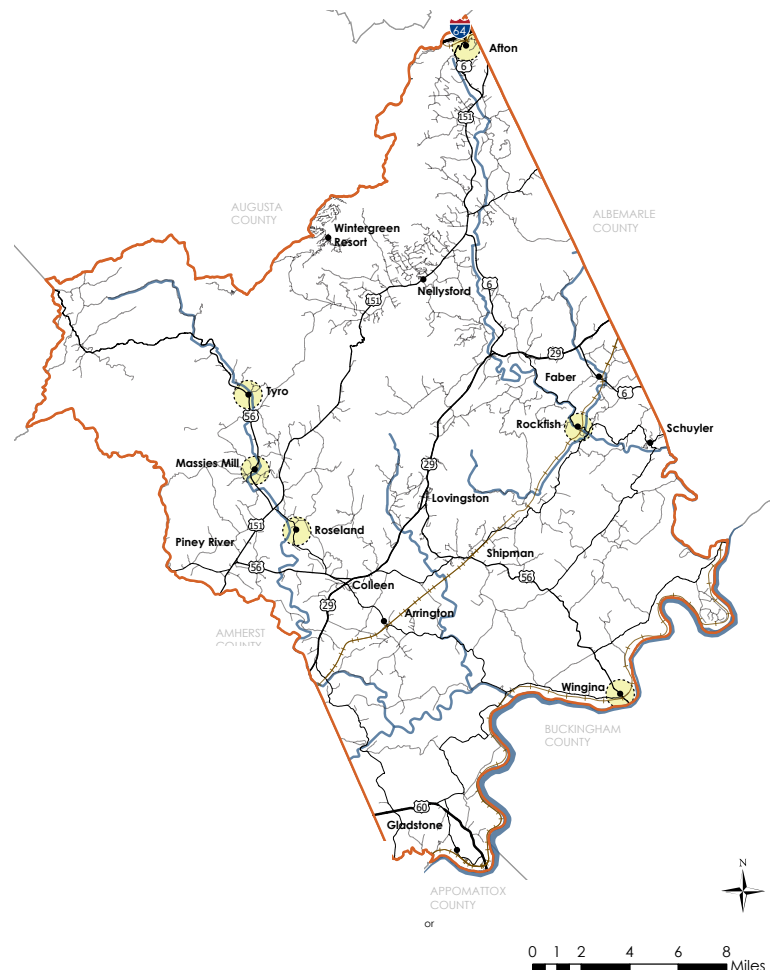 64
Afton
6
151
AUGUSTA
COUNTY
ALBEMARLE
COUNTY
Wintergreen
Resort
Nellysford
6
151
29
Faber
6
Tyro
56
Rockfish
Schuyler
Massies Mill
29
Lovingston
151
Roseland
Piney River
Shipman
56
56
Colleen
29
Arrington
AMHERST
COUNTY
Wingina
BUCKINGHAM
COUNTY
60
Gladstone
APPOMATTOX
COUNTY
or
N
0 1 2 4 6 8
Miles